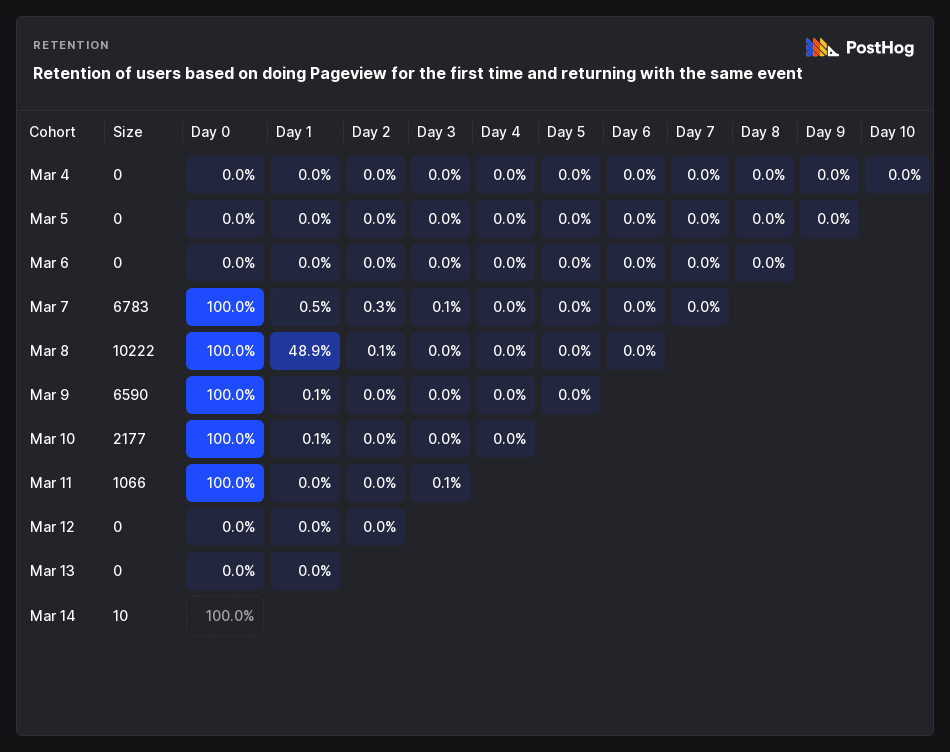 RETENTION
PostHog
Retention of users based on doing Pageview for the first time and returning with the same event
Cohort Size Day 0 Day 1 Day 2 Day 3 Day 4 Day 5 Day 6 Day 7 Day 8 Day 9 Day 10
Mar 4 0 0.0% 0.0% 0.0% 0.0% 0.0% 0.0% 0.0% 0.0% 0.0% 0.0% 0.0%
Mar 5 0 0.0% 0.0% 0.0% 0.0% 0.0% 0.0% 0.0% 0.0% 0.0% 0.0%
Mar 6 0 0.0% 0.0% 0.0% 0.0% 0.0% 0.0% 0.0% 0.0% 0.0%
Mar 7 6783 100.0% 0.5% 0.3% 0.1% 0.0% 0.0% 0.0% 0.0%
Mar 8 10222 100.0% 48.9% 0.1% 0.0% 0.0% 0.0% 0.0%
Mar 9 6590 100.0% 0.1% 0.0% 0.0% 0.0% 0.0%
Mar 10 2177 100.0% 0.1% 0.0% 0.0% 0.0%
Mar 11 1066 100.0% 0.0% 0.0% 0.1%
Mar 12 0 0.0% 0.0% 0.0%
Mar 13 0 0.0% 0.0%
Mar 14 10 100.0%